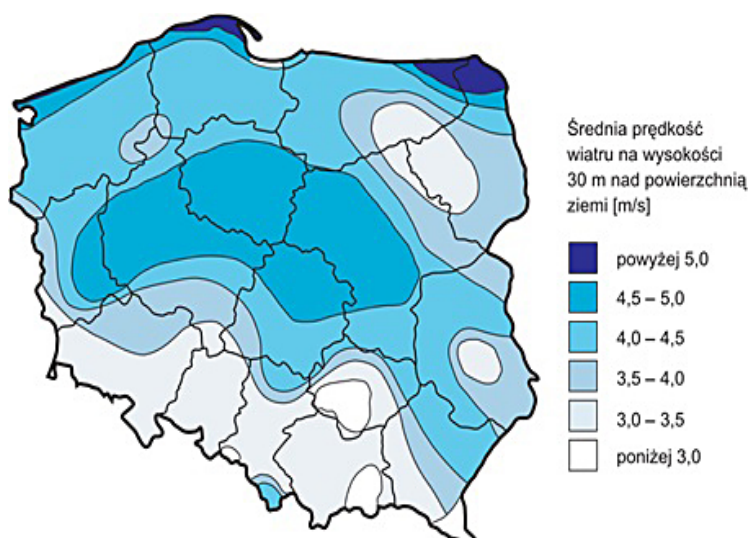 Średnia prędkość
wiatru na wysokości
30 m nad powierzchnią
ziemi [m/s]
powyżej 5,0
4,5 – 5,0
4,0 – 4,5
3,5 – 4,0
3,0 – 3,5
poniżej 3,0